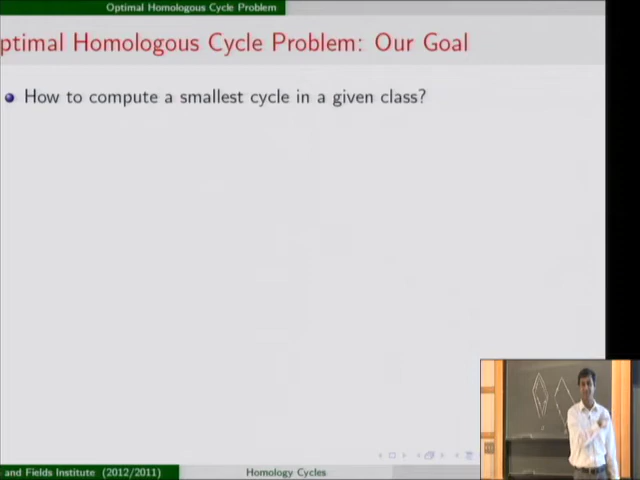 Optimal Homologous Cycle Problem
ptimal Homologous Cycle Problem: Our Goal
How to compute a smallest cycle in a given class?
and Fields Institute (2012/2011)
Homology Cycles